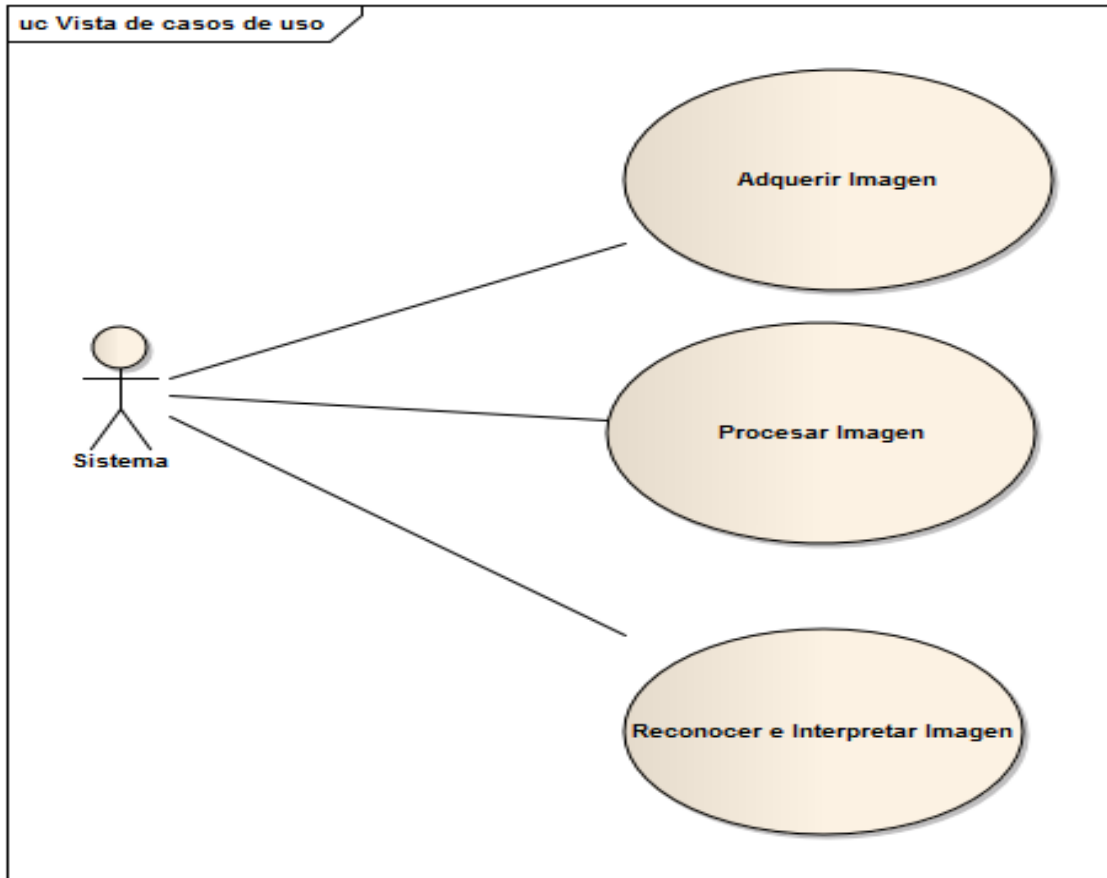 uc Vista de casos de uso
Adquerir Imagen
Procesar Imagen
Sistema
Reconocer e Interpretar Imagen